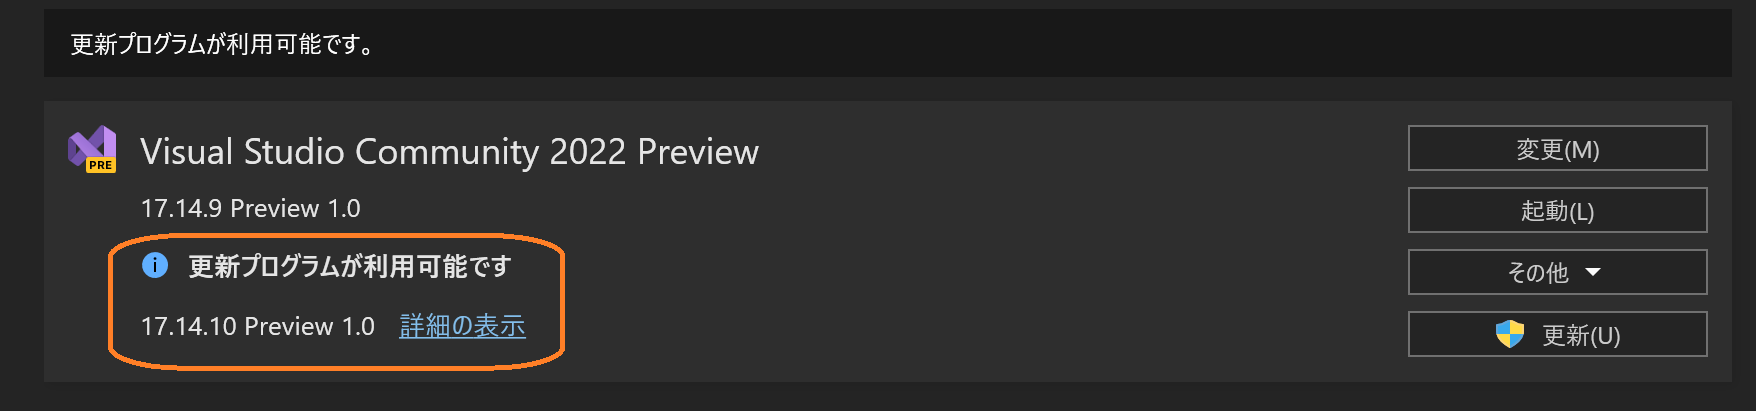 更新プログラムが利用可能です。
PRE
Visual Studio Community 2022 Preview
17.14.9 Preview 1.0
更新プログラムが利用可能です
17.14.10 Preview 1.0 詳細の表示
変更(M)
起動(L)
その他
更新(U)